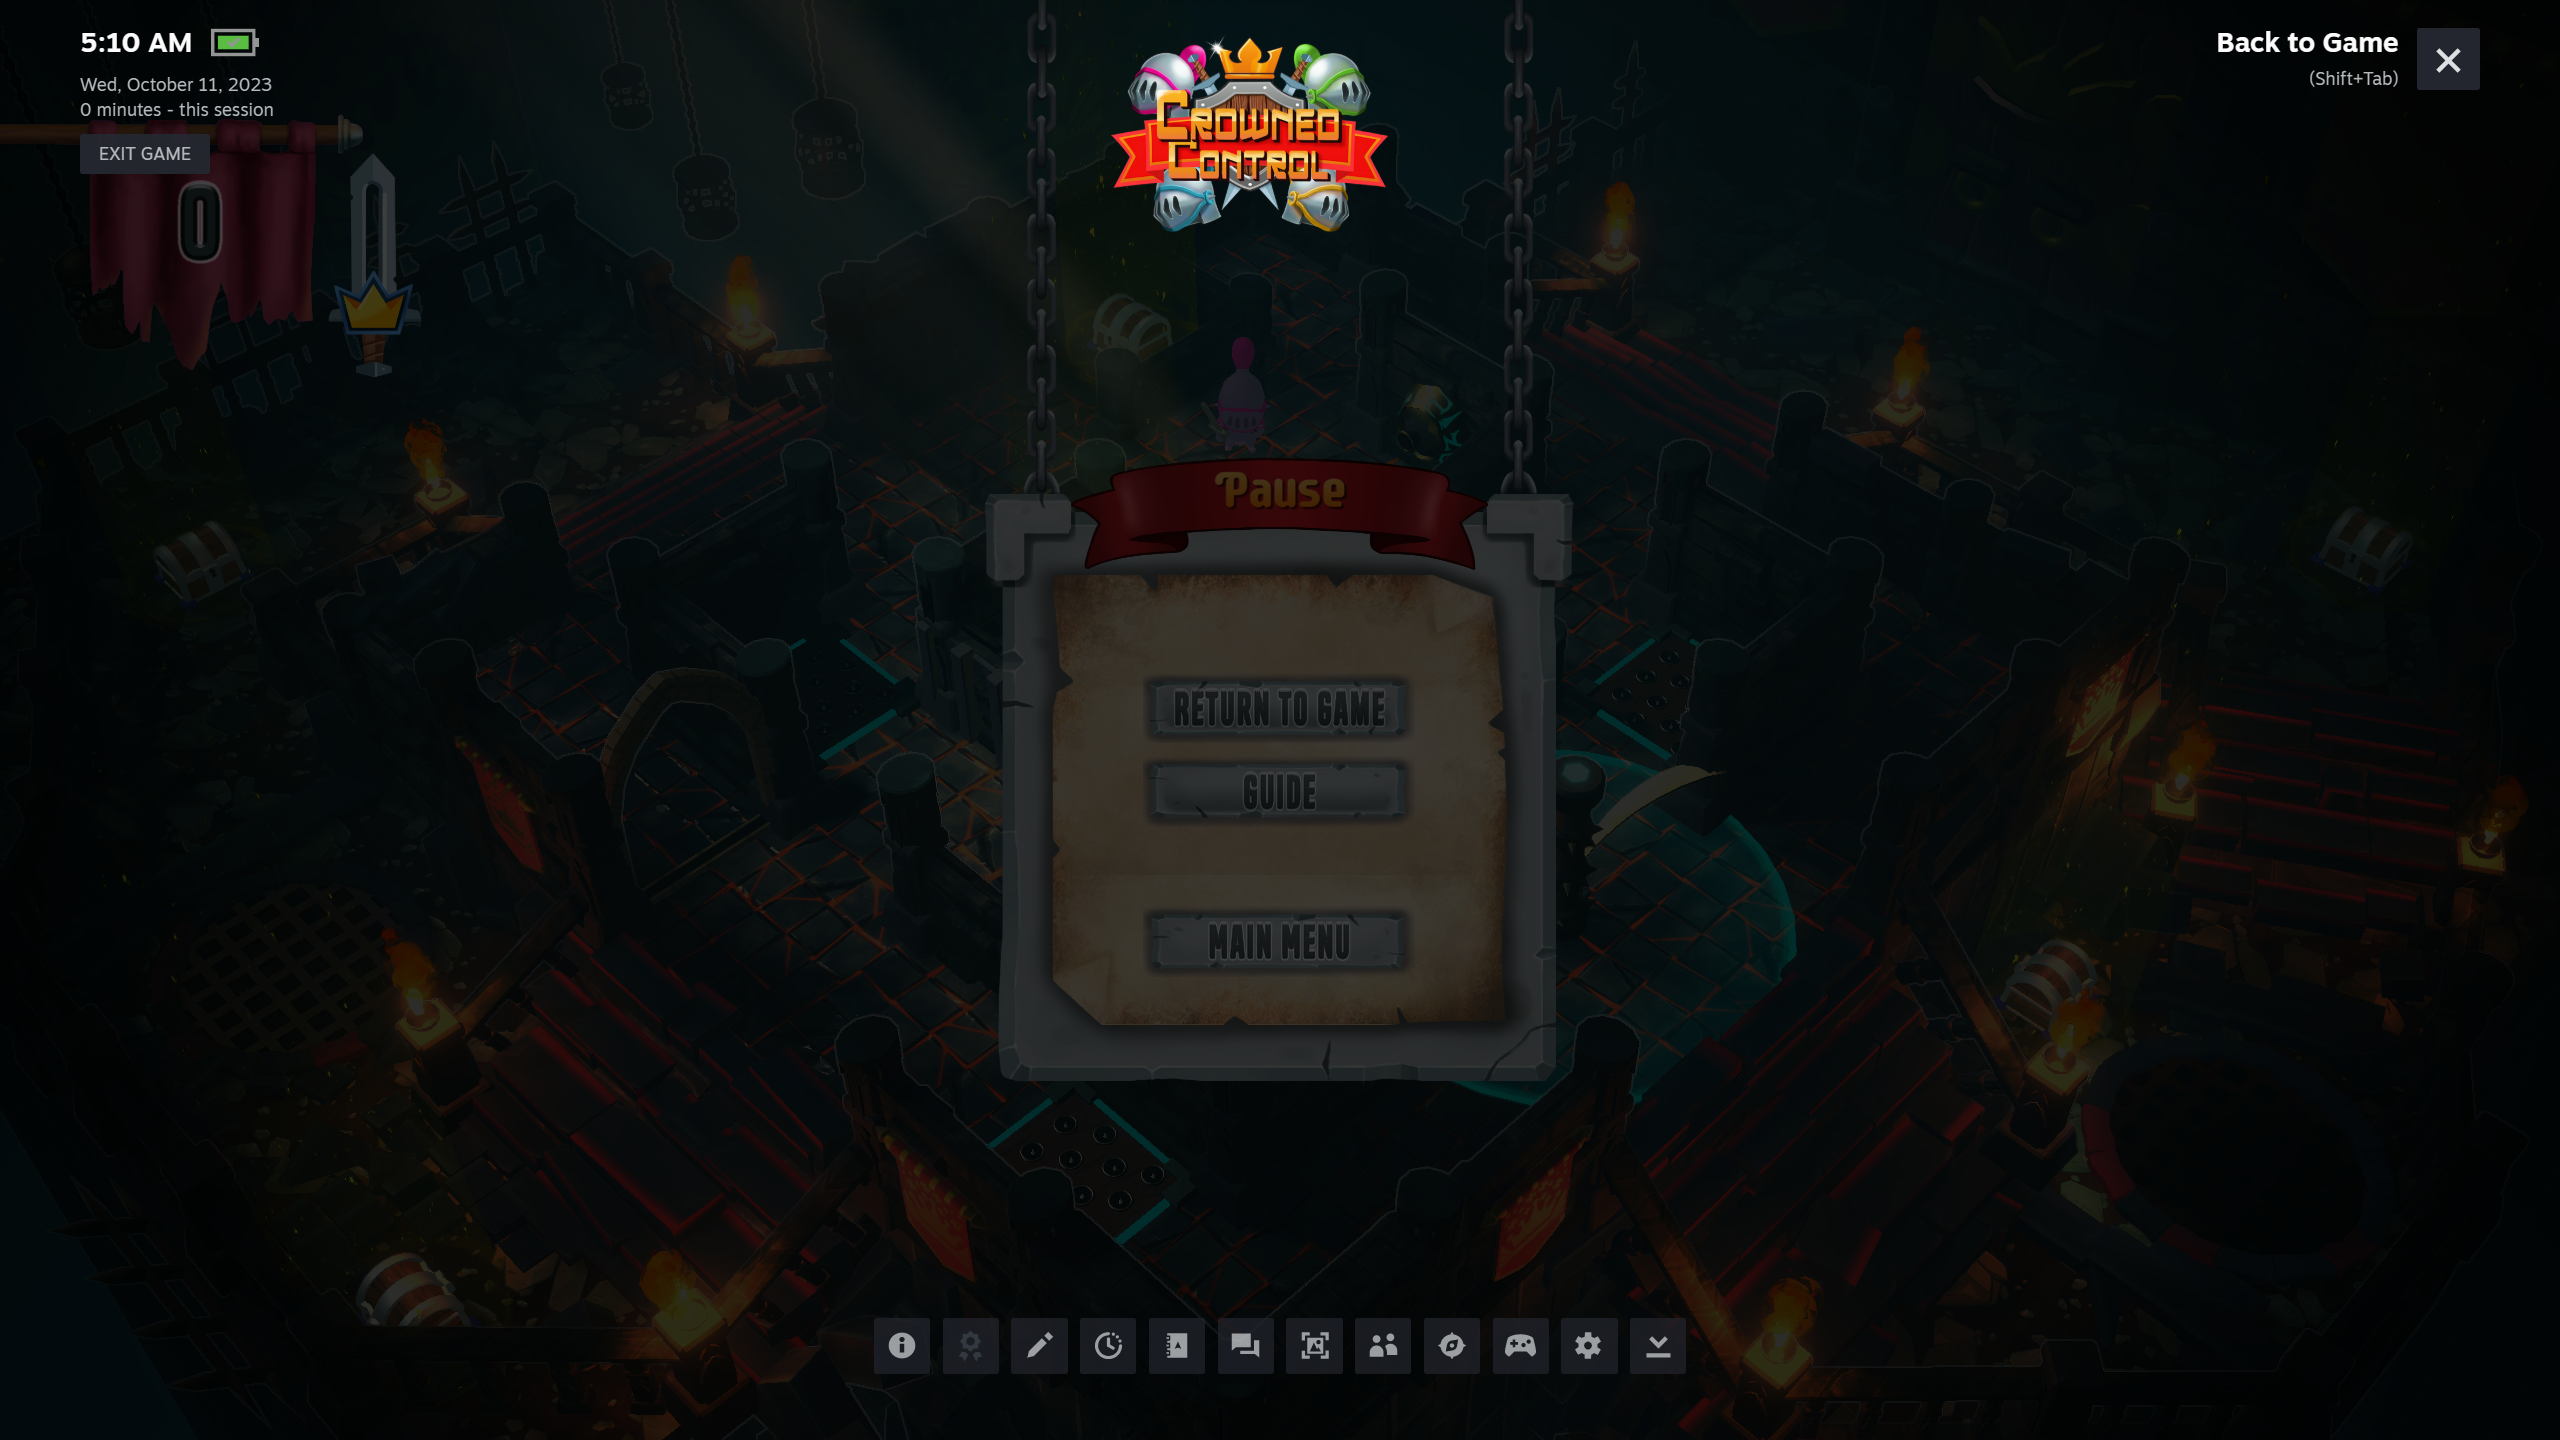 5:10 AM
Wed, October 11, 2023
0 minutes - this session
EXIT GAME
Back to Game
(Shift+Tab)
0
CROWNED
CONTROL
Pause
RETURN TO GAME
GUIDE
MAIN MENU